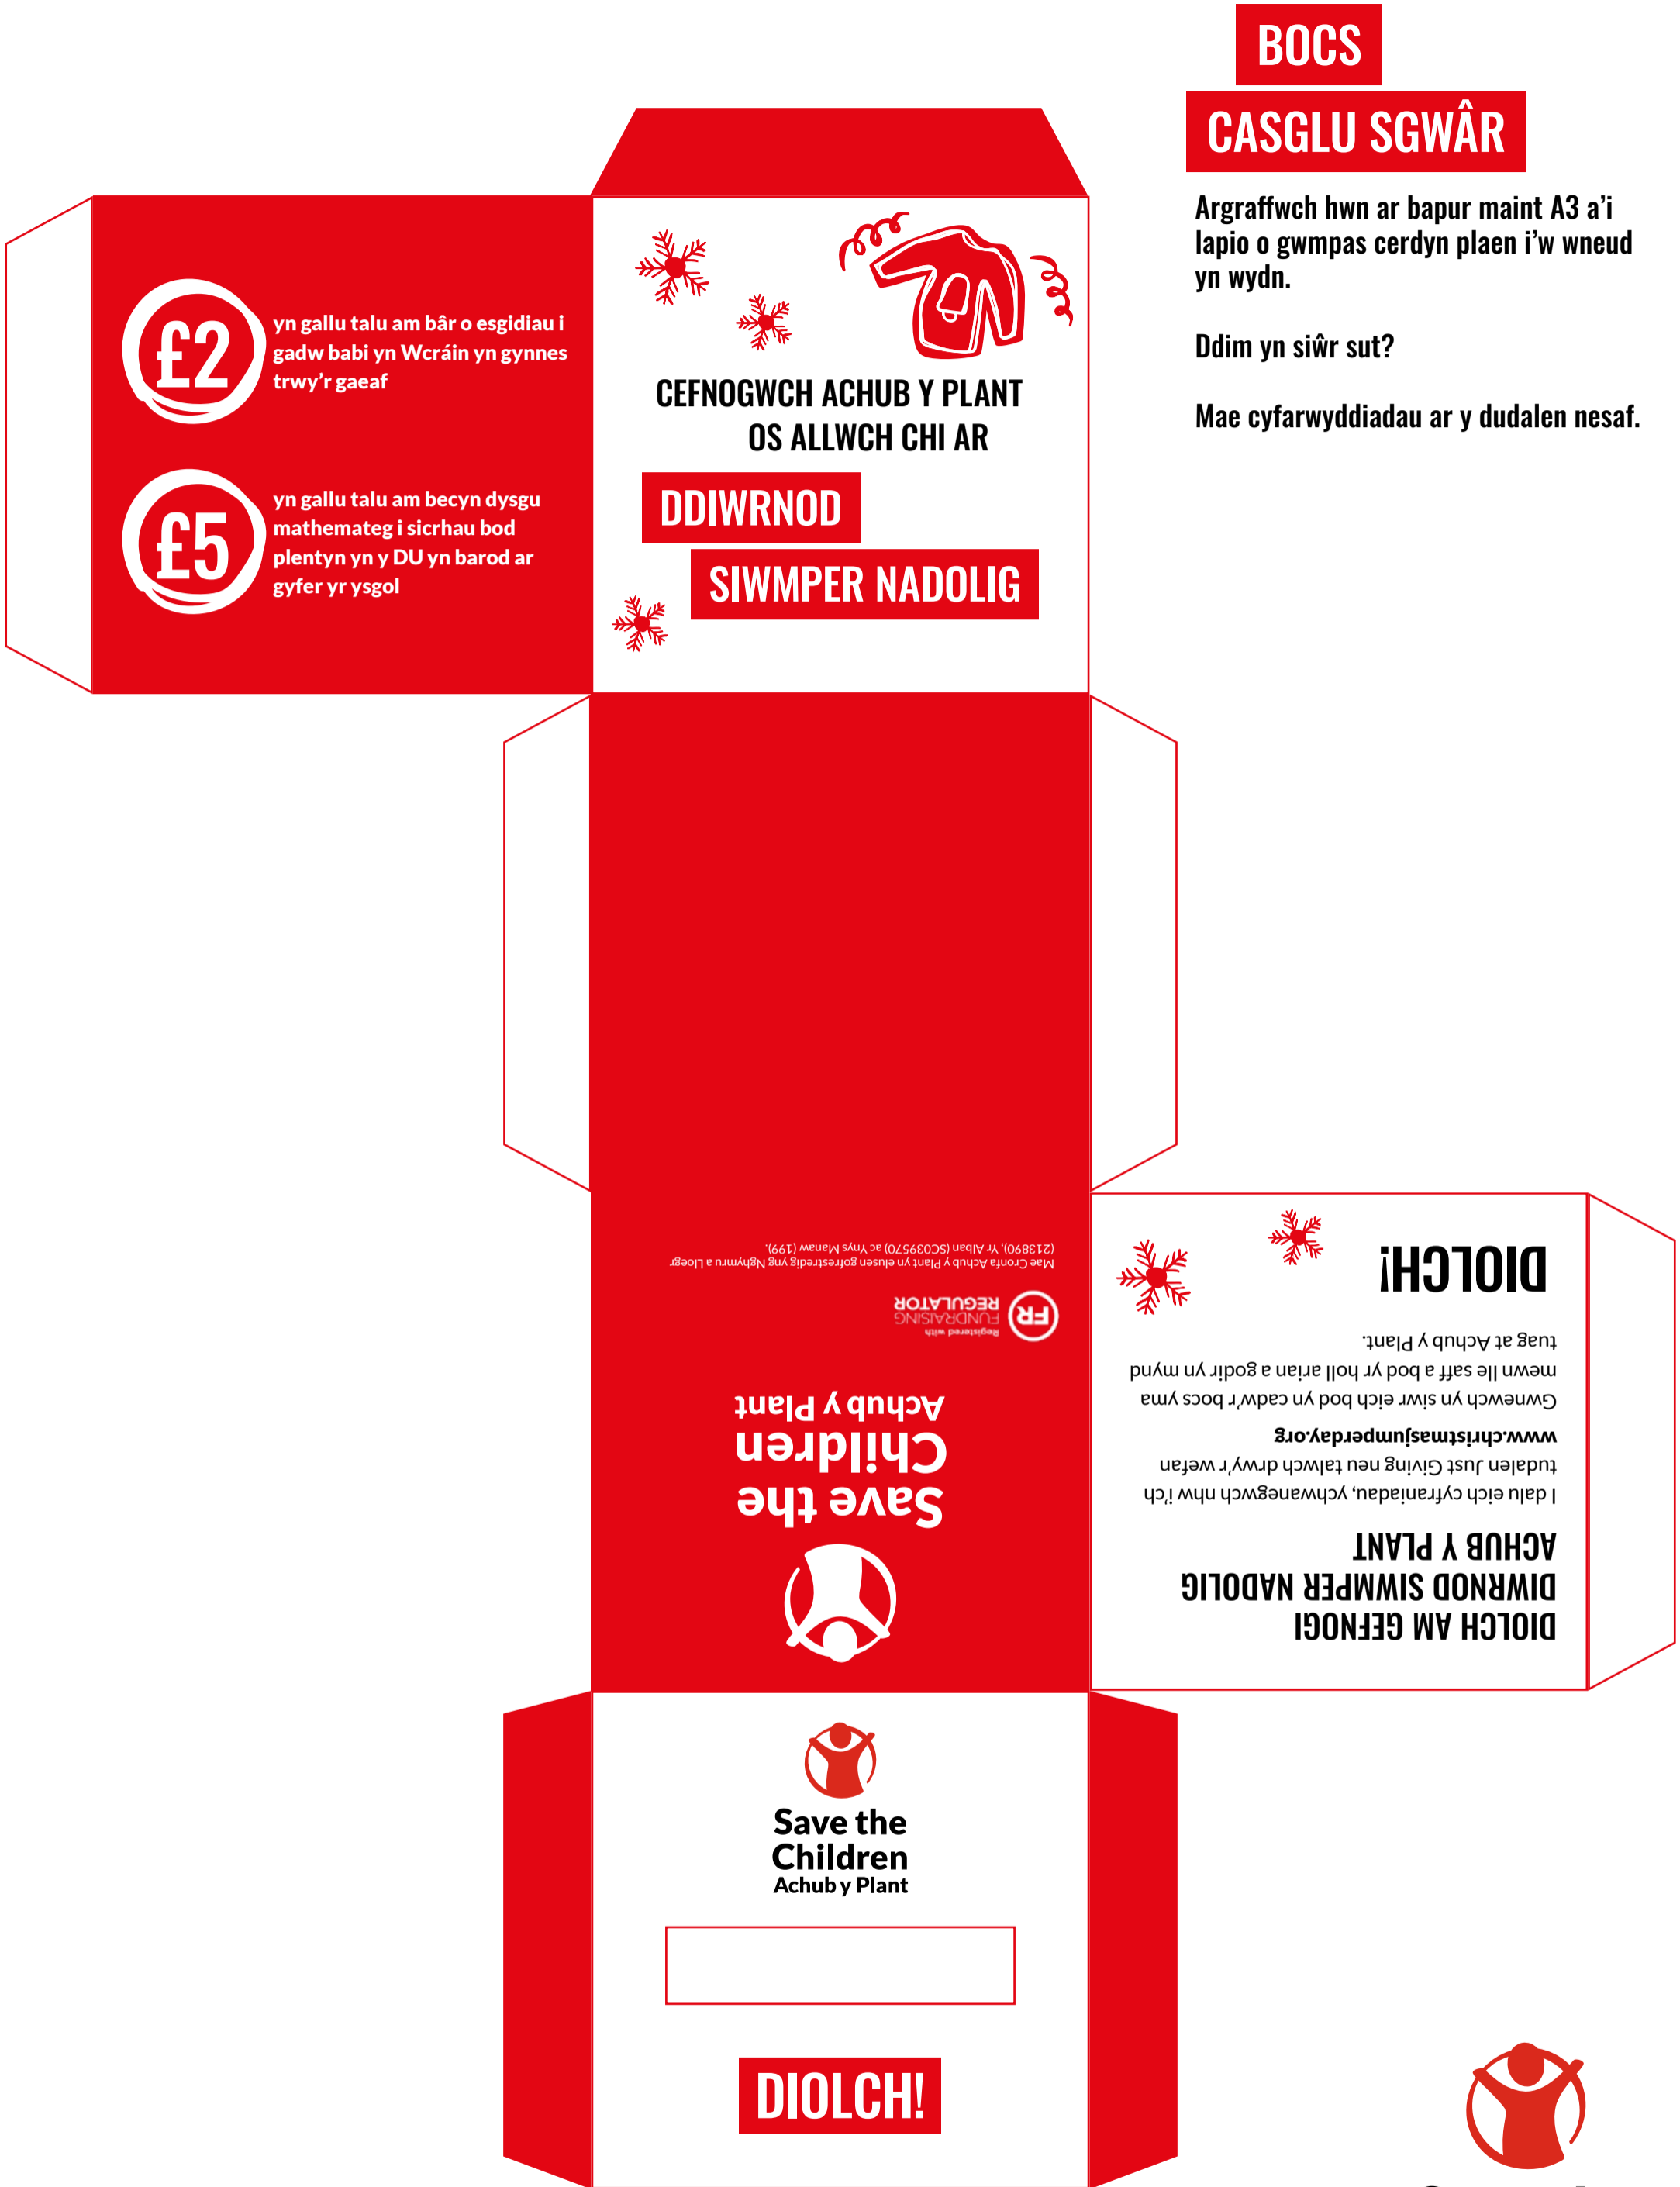 BOCS
CASGLU SGWÂR
Argraffwch hwn ar bapur maint A3 a’i
lapio o gwmpas cerdyn plaen i’w wneud
yn wydn.
Ddim yn siŵr sut?
Mae cyfarwyddiadau ar y dudalen nesaf.
£2
yn gallu talu am bâr o esgidiau i
gadw babi yn Wcráin yn gynnes
trwy’r gaeaf
£5
yn gallu talu am becyn dysgu
mathemateg i sicrhau bod
plentyn yn y DU yn barod ar
gyfer yr ysgol
CEFNOGWCH ACHUB Y PLANT
OS ALLWCH CHI AR
DDIWRNOD
SIWMPER NADOLIG
Save the
Children
Achub y Plant
Registered with
FUNDRAISING
REGULATOR
FR
Mae Cronfa Achub y Plant yn elusen gofrestredig yng Nghymru a Lloegr
(213890), Yr Alban (SC039570) ac Ynys Manaw (199).
DIOLCH AM GEFNOGI
DIWRNOD SIWMPER NADOLIG
ACHUB Y PLANT
I dalu eich cyfraniadau, ychwanegwch nhw i’ch
tudalen Just Giving neu talwch drwy’r wefan
www.christmasjumperday.org
Gwnewch yn siwr eich bod yn cadw’r bocs yma
mewn lle saff a bod yr holl arian a godir yn mynd
tuag at Achub y Plant.
DIOLCH!
Save the
Children
Achub y Plant
DIOLCH!